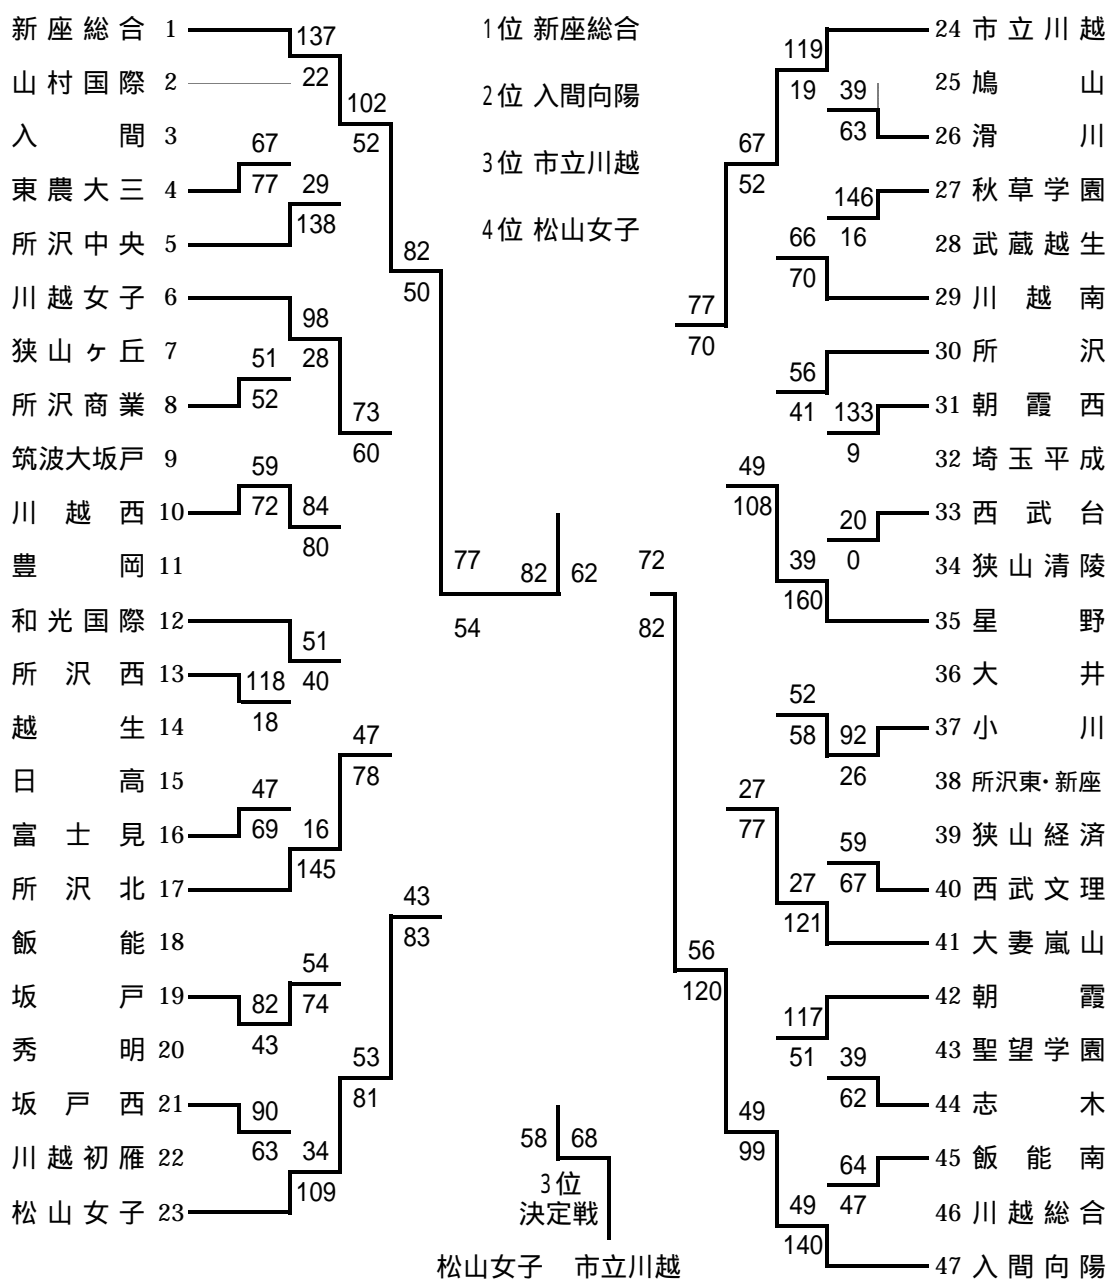 新座総合 1
山村国際 2
入間 3
東農大三 4
所沢中央 5
川越女子 6
狭山ヶ丘 7
所沢商業 8
筑波大坂戸 9
川越西 10
豊岡 11
和光国際 12
所沢西 13
越生 14
日高 15
富士見 16
所沢北 17
飯能 18
坂戸 19
秀明 20
坂戸西 21
川越初雁 22
松山女子 23
137
22
102
52
67
77
29
138
82
50
98
28
51
52
73
60
59
72
84
80
77
54
51
40
118
18
47
78
47
69
16
145
43
83
54
74
82
43
53
81
90
63
34
109
1位 新座総合
2位 入間向陽
3位 市立川越
4位 松山女子
82 62
58 68
3位
決定戦
松山女子 市立川越
119
19
39
63
67
52
146
16
66
70
77
70
56
41
133
9
49
108
20
0
39
160
72
82
52
58
92
26
27
77
59
67
27
121
56
120
117
51
39
62
49
99
64
47
49
140
24 市立川越
25 鳩山
26 滑川
27 秋草学園
28 武蔵越生
29 川越南
30 所沢
31 朝霞西
32 埼玉平成
33 西武台
34 狭山清陵
35 星野
36 大井
37 小川
38 所沢東・新座
39 狭山経済
40 西武文理
41 大妻嵐山
42 朝霞
43 聖望学園
44 志木
45 飯能南
46 川越総合
47 入間向陽